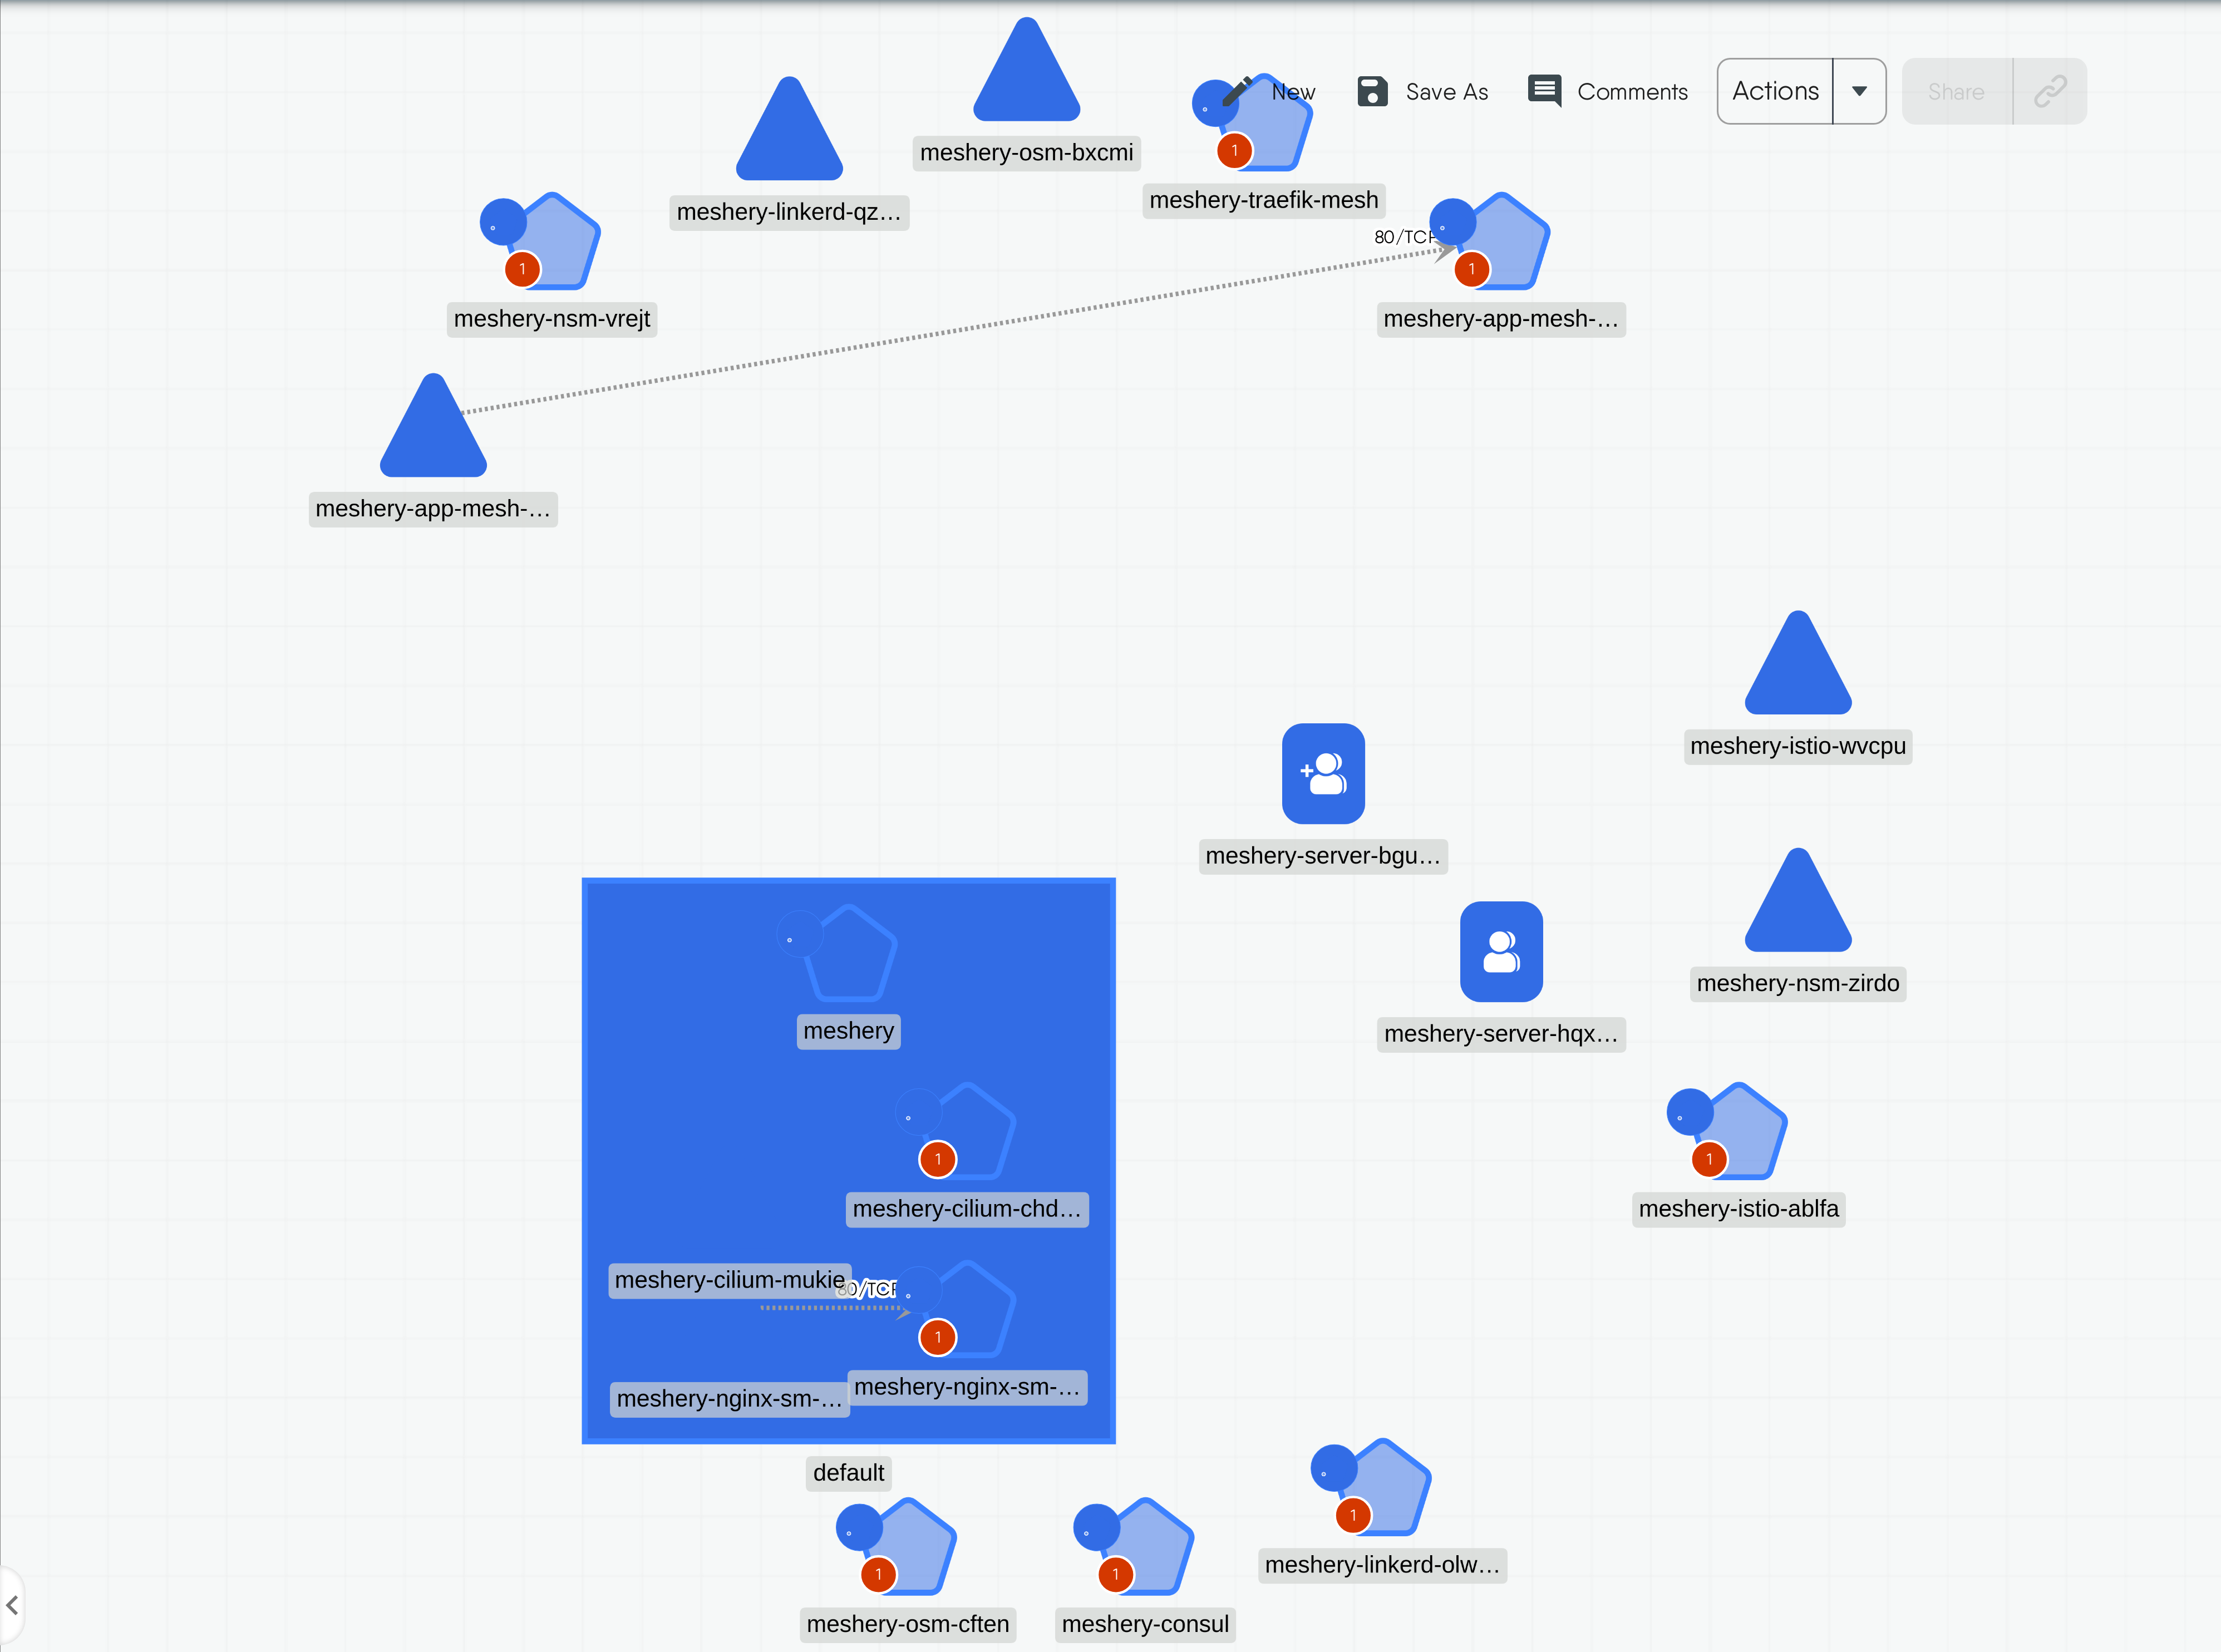 New
Save As
Comments
Actions
Share
meshery-osm-bxcmi
meshery-linkerd-qz…
1
meshery-traefik-mesh
1
meshery-nsm-vrejt
80/TCP
1
meshery-app-mesh-…
meshery-app-mesh-…
meshery-istio-wvcpu
meshery-server-bgu…
meshery-nsm-zirdo
meshery-server-hqx…
meshery
1
meshery-cilium-chd…
1
meshery-istio-ablfa
meshery-cilium-mukie
80/TCP
1
meshery-nginx-sm-…
meshery-nginx-sm-…
default
1
meshery-linkerd-olw…
1
meshery-osm-cften
1
meshery-consul